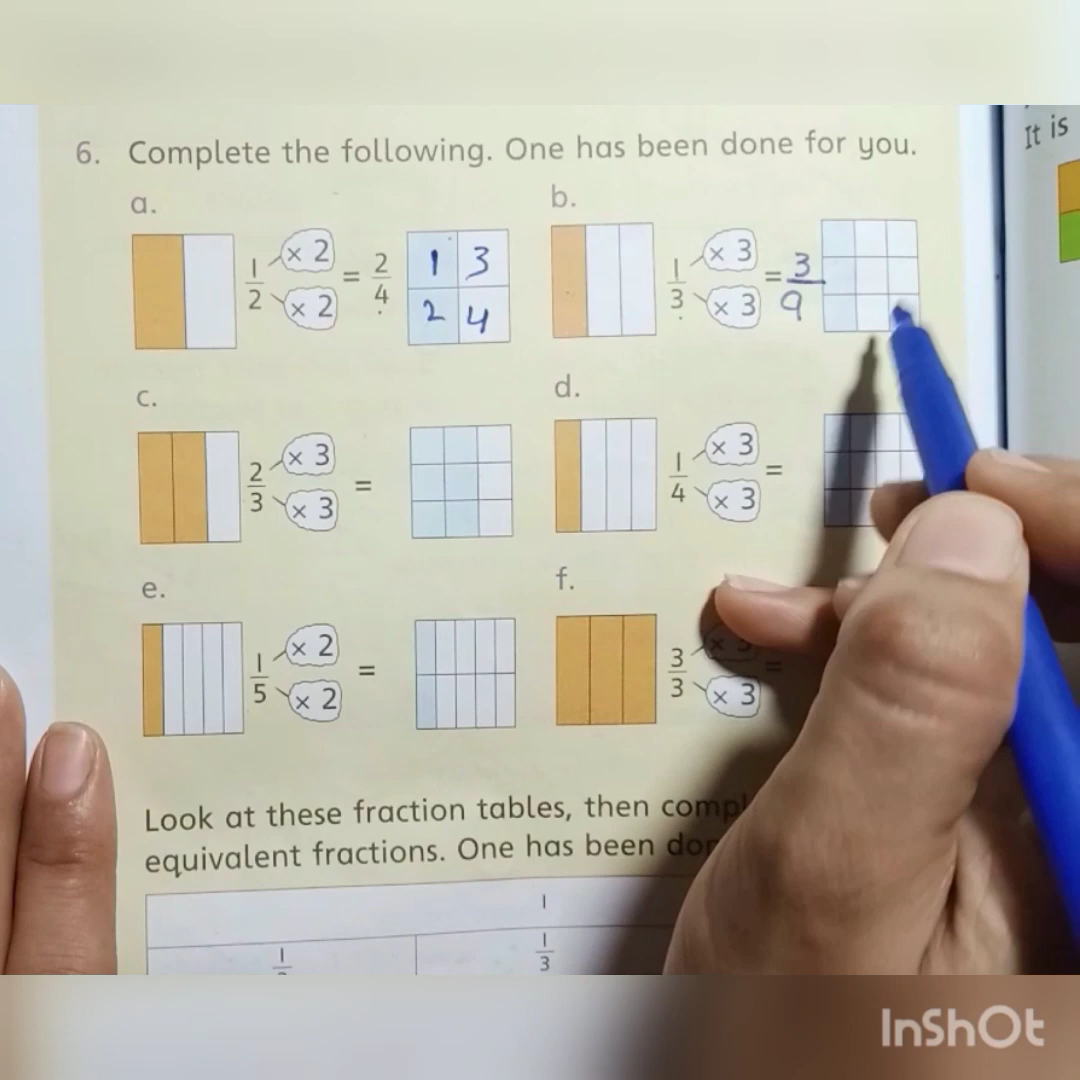 It is
6. Complete the following. One has been done for you.
a.
1/2 × 2 × 2 = 2/4
1 3
2 4
b.
1/3 × 3 × 3 = 3/9
c.
2/3 × 3 × 3 =
d.
1/4 × 3 × 3 =
e.
1/5 × 2 × 2 =
f.
3/3 × 3 × 3 =
Look at these fraction tables, then
equivalent fractions. One has been
1
1
1/3
InShOt